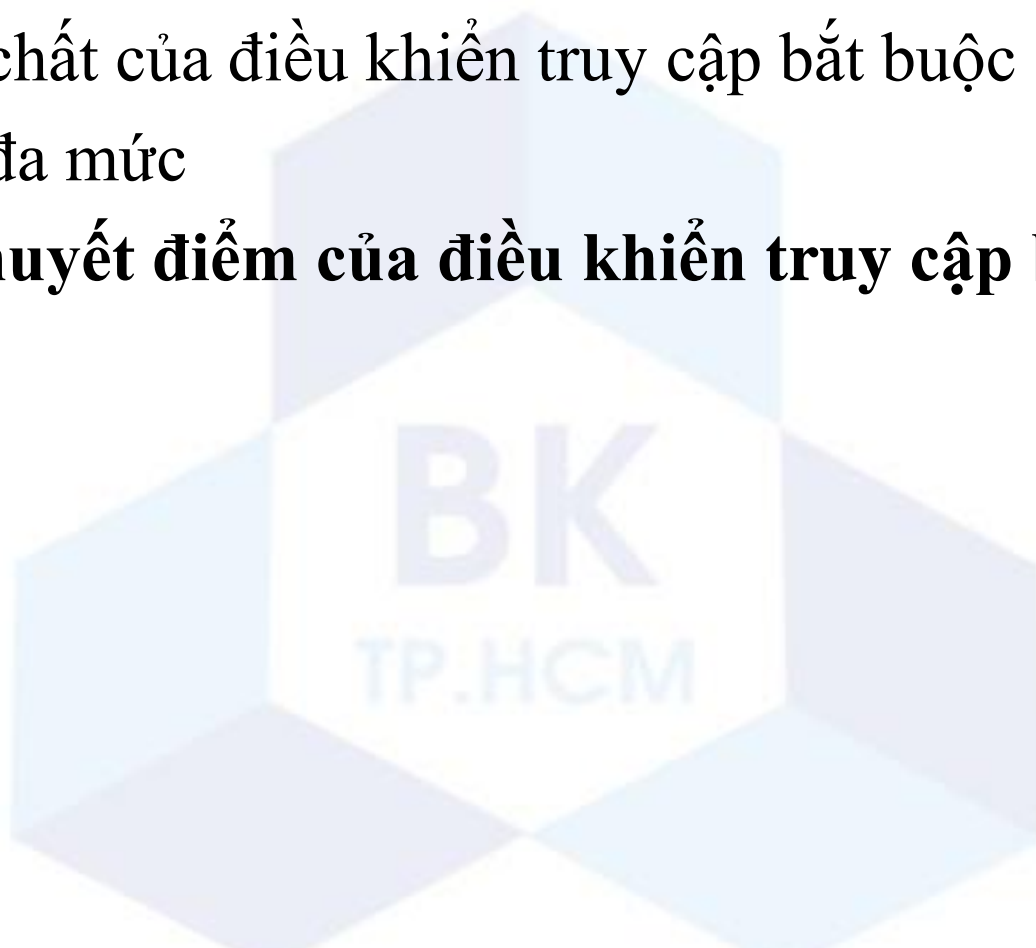 chất của điều khiển truy cập bắt buộc
đa mức
huyết điểm của điều khiển truy cập
BK
TP.HCM